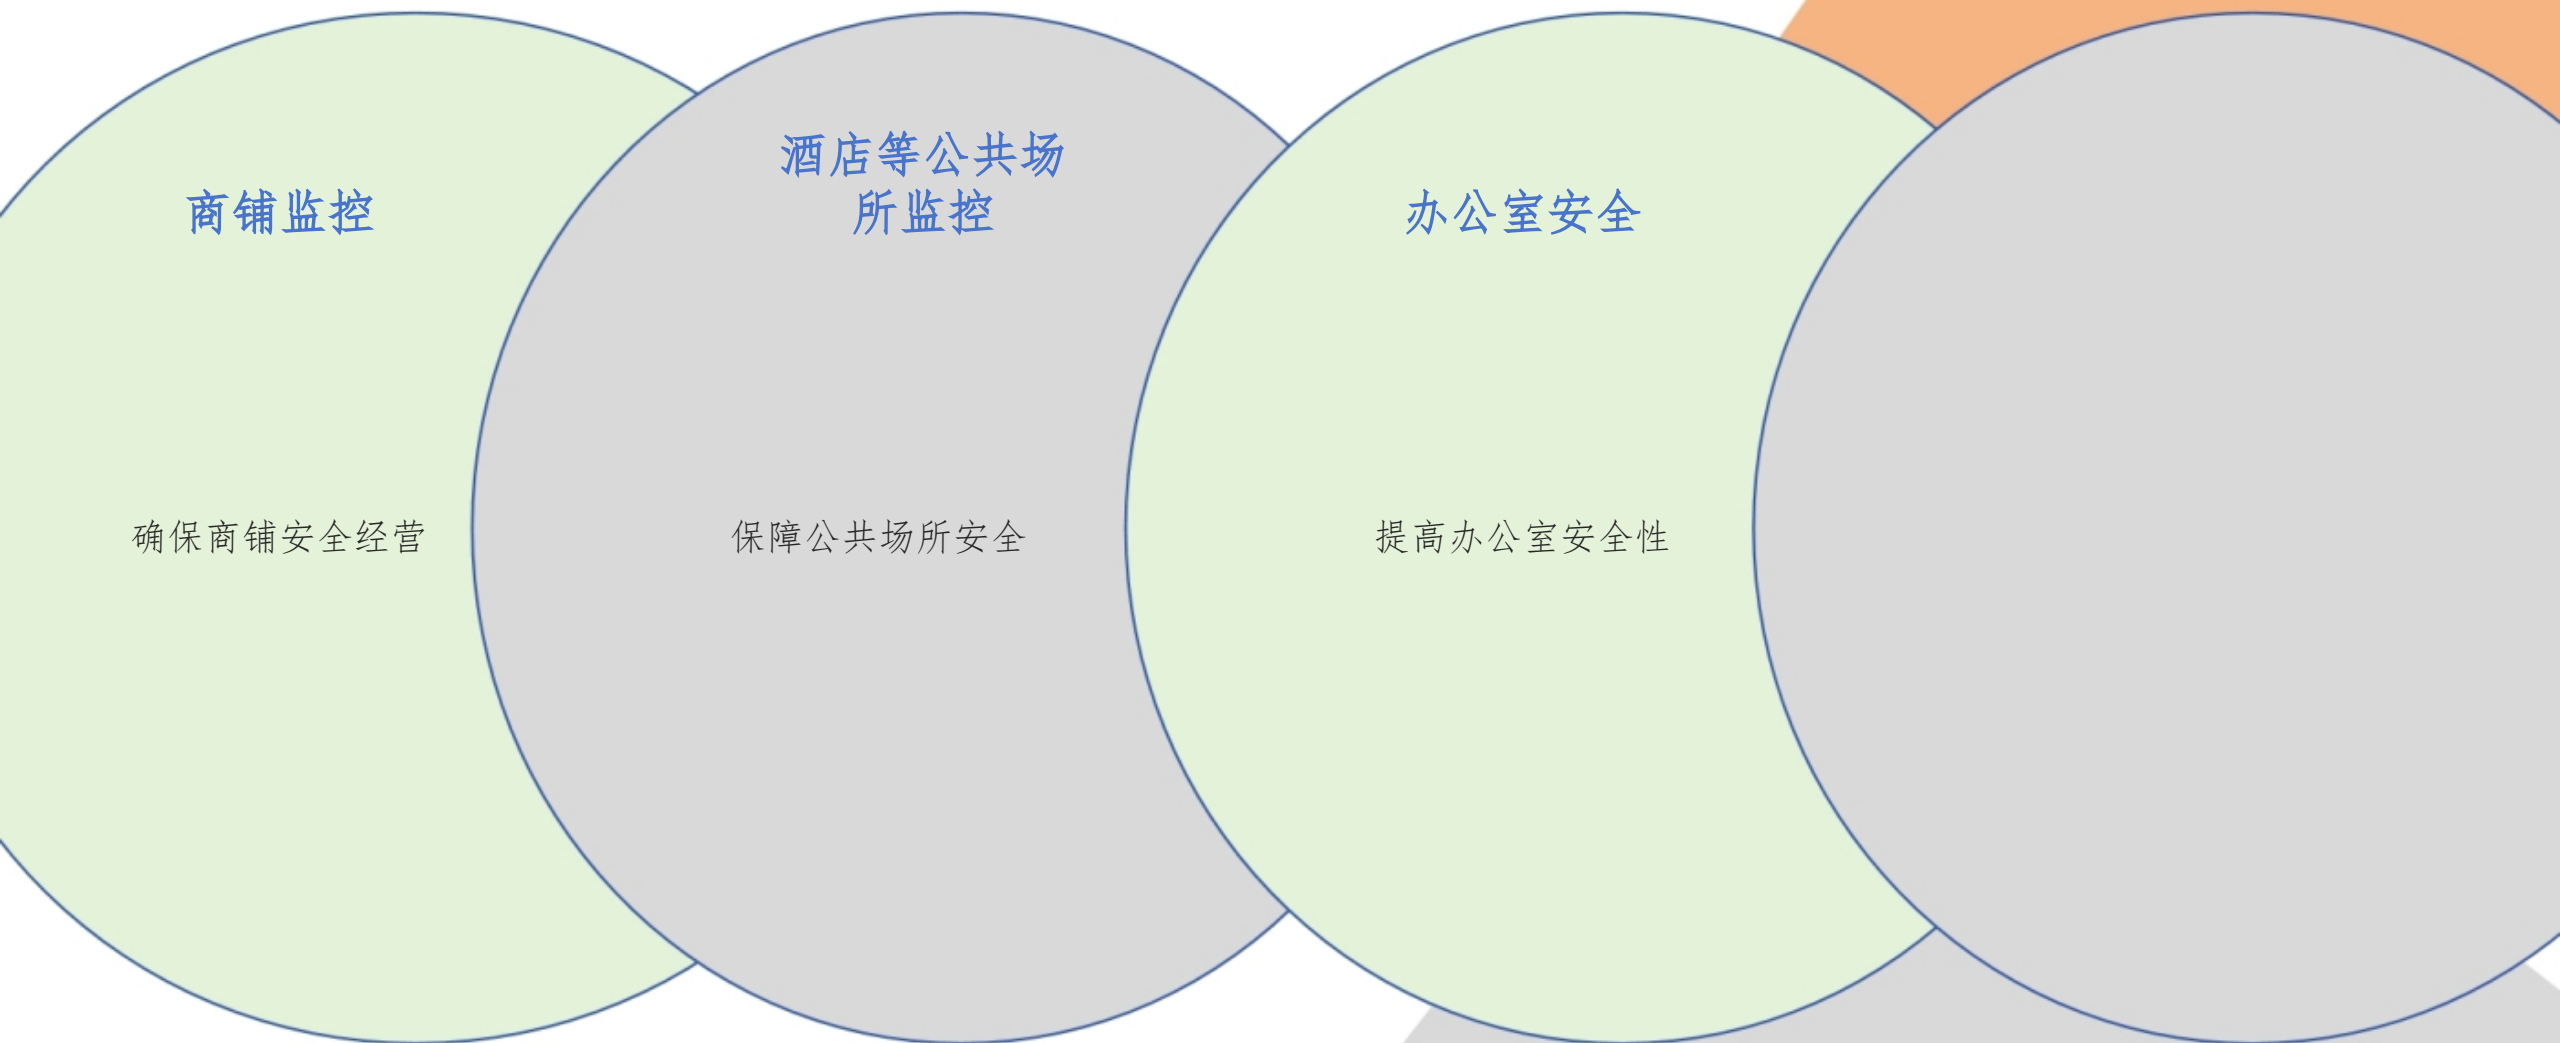 商铺监控
确保商铺安全经营
酒店等公共场
所监控
保障公共场所安全
办公室安全
提高办公室安全性